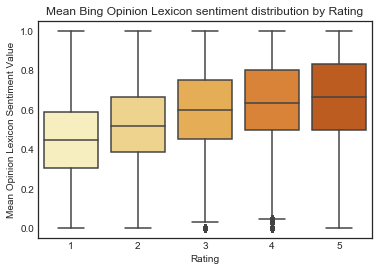 Mean Bing Opinion Lexicon sentiment distribution by Rating
Mean Opinion Lexicon Sentiment Value
1.0
0.8
0.6
0.4
0.2
0.0
1 2 3 4 5
Rating